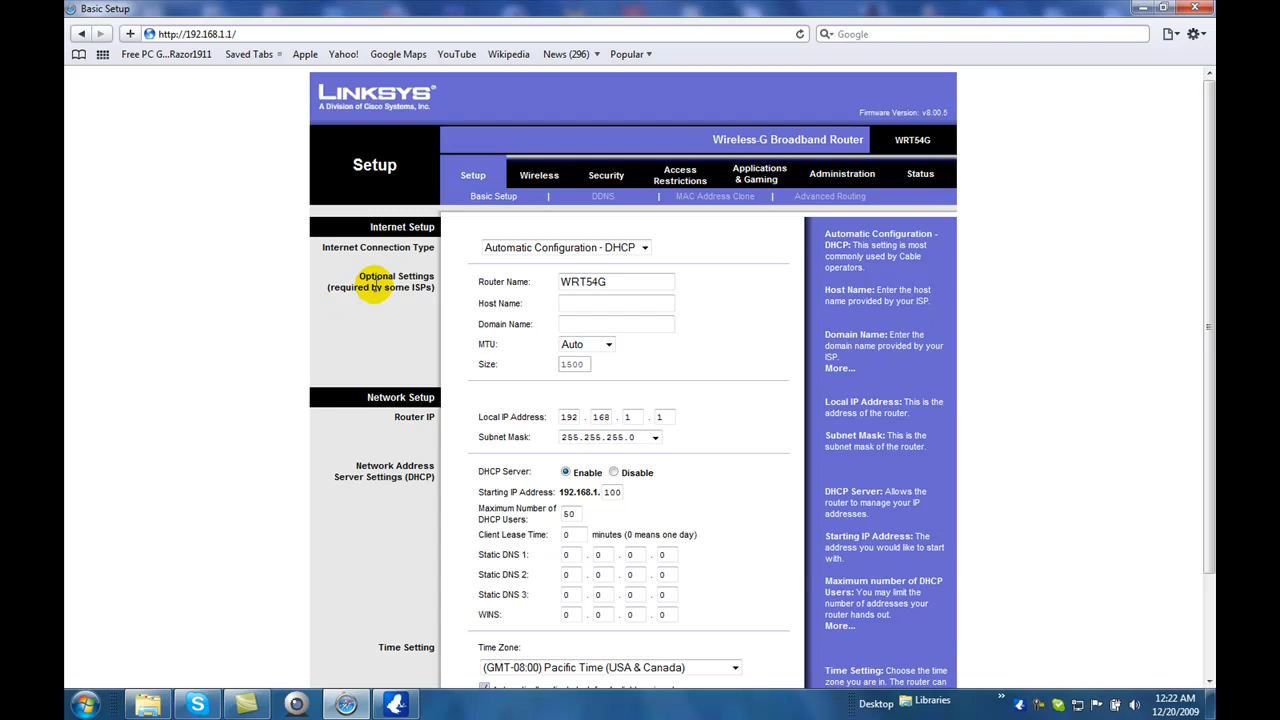 Basic Setup
http://192.168.1.1/
Google
Free PC G...Razor1911 Saved Tabs Apple Yahoo! Google Maps YouTube Wikipedia News (296) Popular
LINKSYS®
A Division of Cisco Systems, Inc.
Firmware Version: v8.00.5
Wireless-G Broadband Router WRT54G
Setup
Setup Wireless Security Access Restrictions Applications & Gaming Administration Status
Basic Setup | DDNS | MAC Address Clone | Advanced Routing
Internet Setup
Internet Connection Type
Automatic Configuration - DHCP
Optional Settings
(required by some ISPs)
Router Name: WRT54G
Host Name:
Domain Name:
MTU: Auto
Size: 1500
Network Setup
Router IP
Local IP Address: 192 . 168 . 1 . 1
Subnet Mask: 255.255.255.0
Network Address
Server Settings (DHCP)
DHCP Server: Enable Disable
Starting IP Address: 192.168.1. 100
Maximum Number of
DHCP Users: 50
Client Lease Time: 0 minutes (0 means one day)
Static DNS 1: 0 . 0 . 0 . 0
Static DNS 2: 0 . 0 . 0 . 0
Static DNS 3: 0 . 0 . 0 . 0
WINS: 0 . 0 . 0 . 0
Time Setting
Time Zone:
(GMT-08:00) Pacific Time (USA & Canada)
Automatic Configuration -
DHCP: This setting is most
commonly used by Cable
operators.
Host Name: Enter the host
name provided by your ISP.
Domain Name: Enter the
domain name provided by your
ISP.
More...
Local IP Address: This is the
address of the router.
Subnet Mask: This is the
subnet mask of the router.
DHCP Server: Allows the
router to manage your IP
addresses.
Starting IP Address: The
address you would like to start
with.
Maximum number of DHCP
Users: You may limit the
number of addresses your
router hands out.
More...
Time Setting: Choose the time
zone you are in. The router can
Desktop Libraries
12:22 AM
12/20/2009